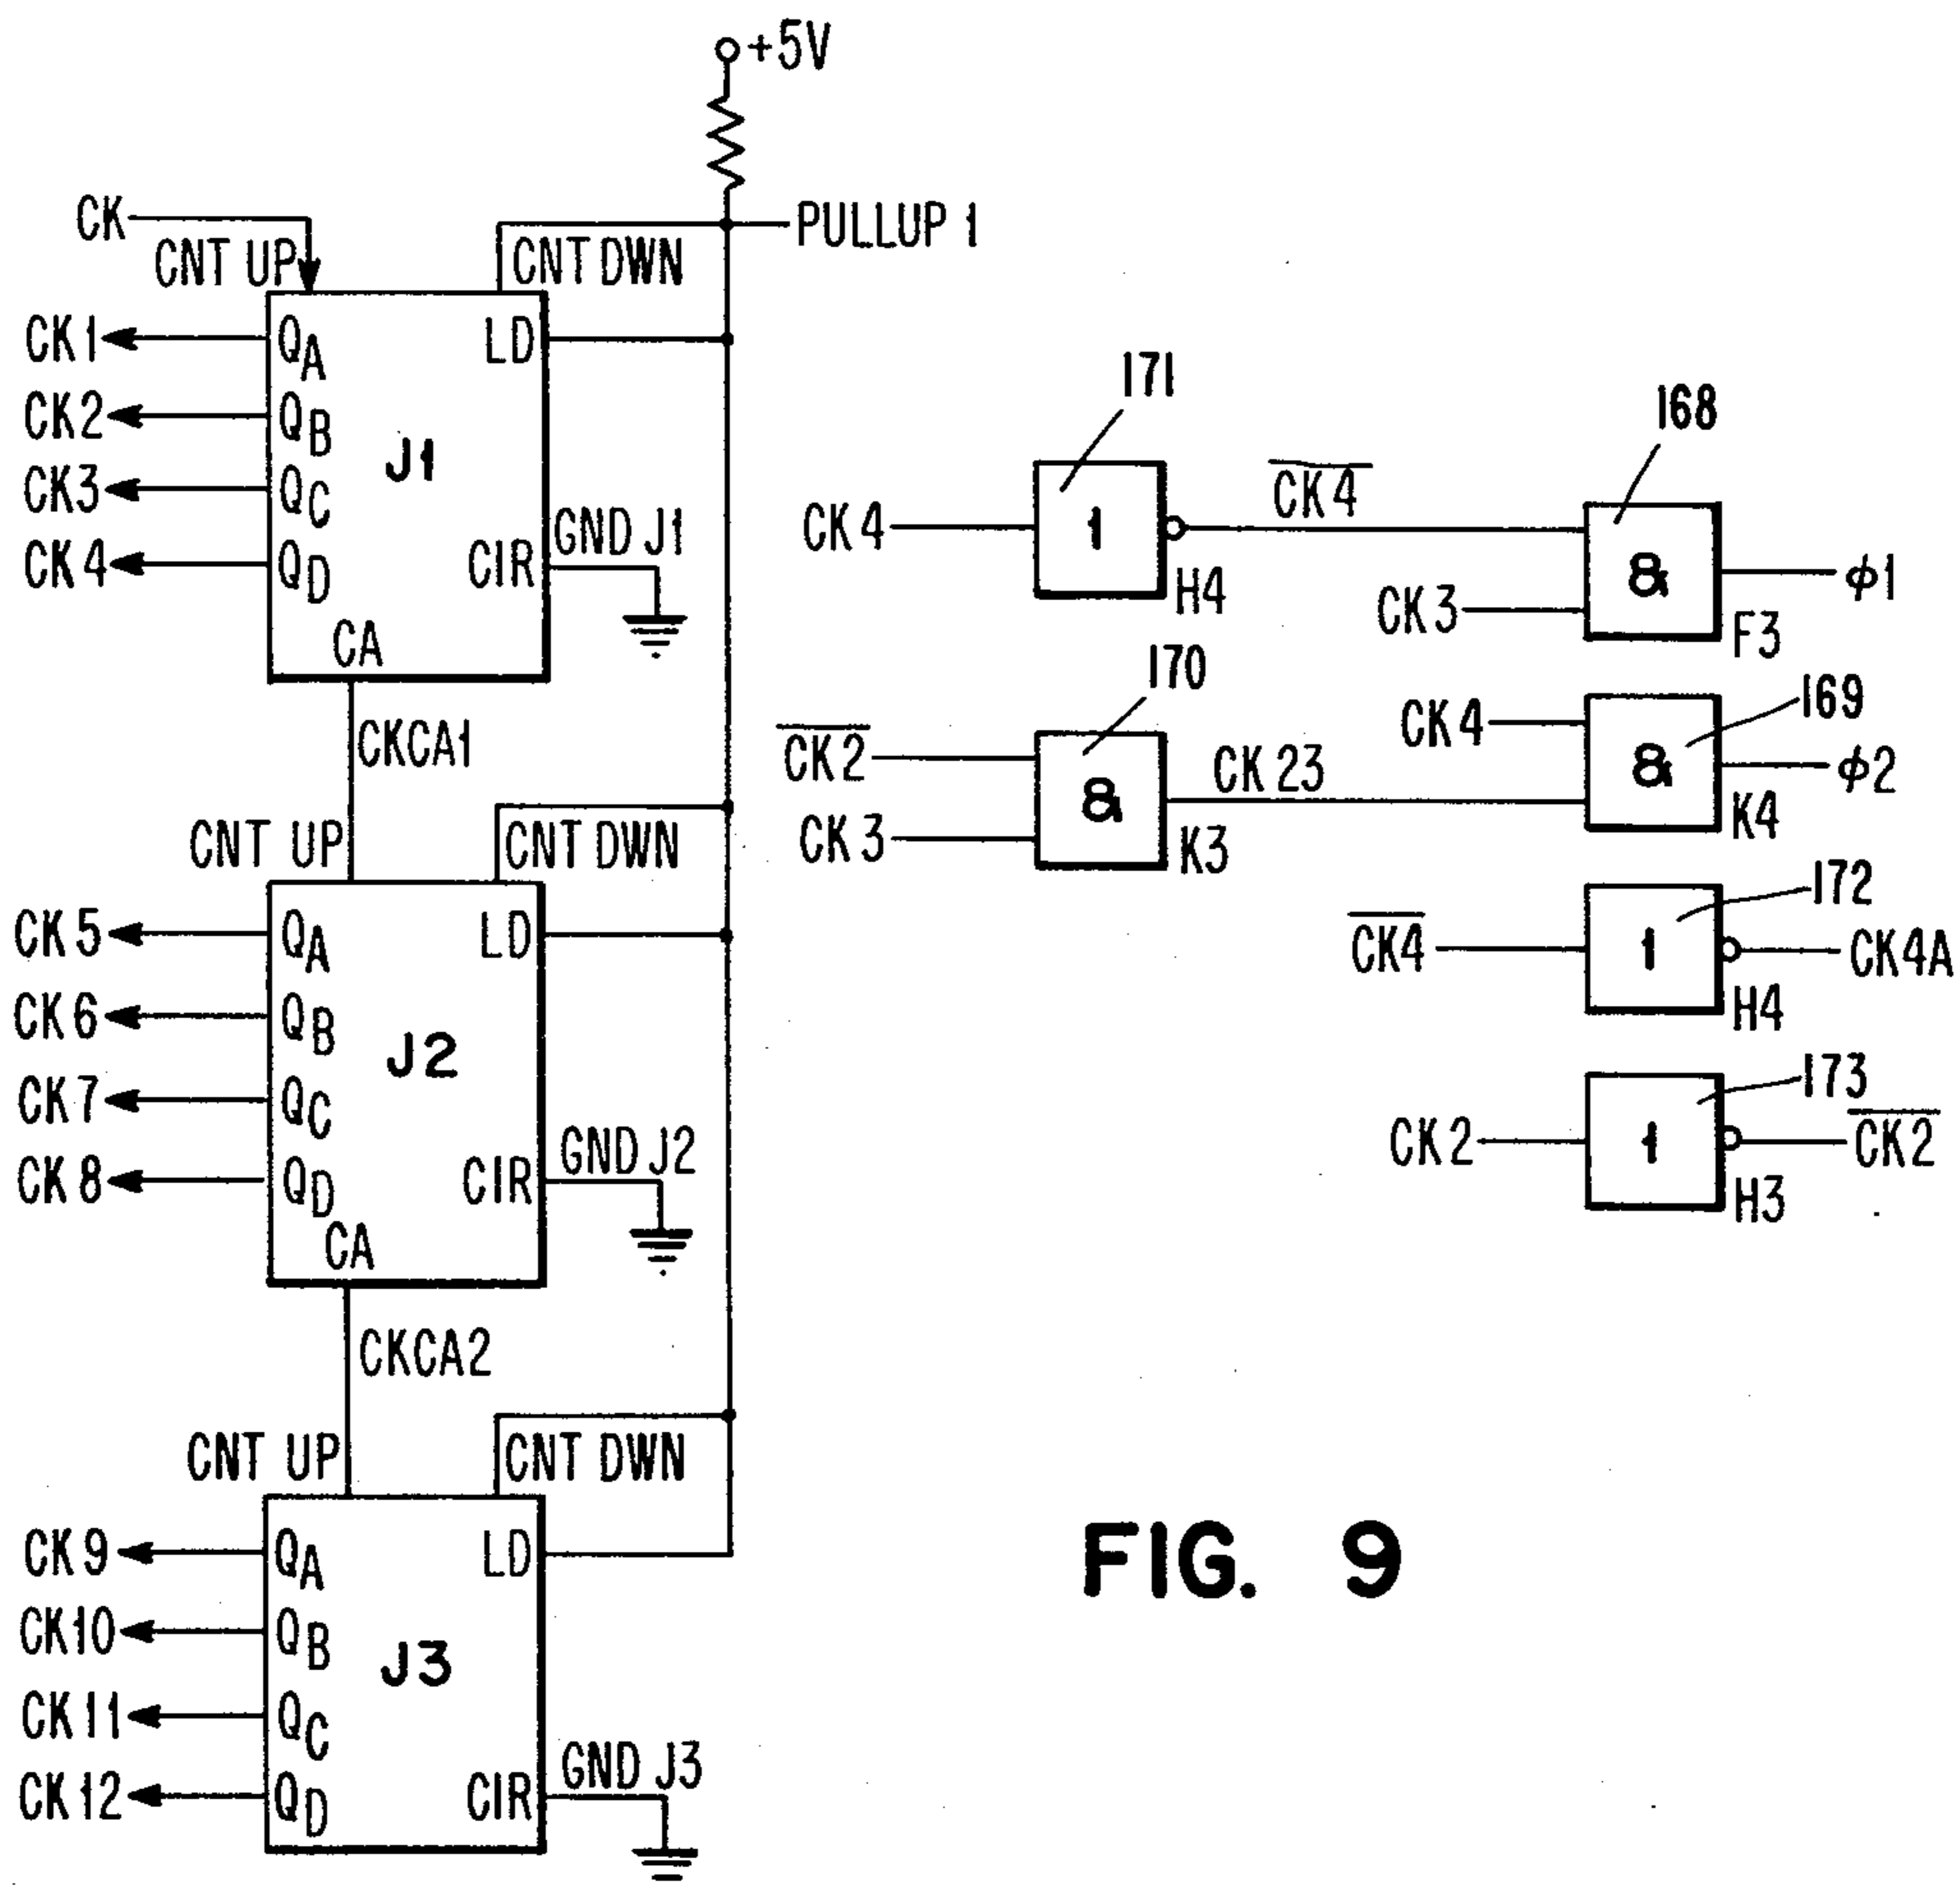 +5V
CK
CNT UP
CNT DWN
PULLUP 1
CK1
QA
LD
CK2
QB
J1
CK3
QC
CK4
QD
CIR
GND J1
CA
CKCA1
CNT UP
CNT DWN
CK5
QA
LD
CK6
QB
J2
CK7
QC
CK8
QD
CIR
GND J2
CA
CKCA2
CNT UP
CNT DWN
CK9
QA
LD
CK10
QB
J3
CK11
QC
CK12
QD
CIR
GND J3
171
CK4
1
H4
C̅K̅4̅
168
CK3
&
F3
ϕ1
170
C̅K̅2̅
CK3
&
K3
CK23
169
CK4
&
K4
ϕ2
172
C̅K̅4̅
1
H4
CK4A
173
CK2
1
H3
C̅K̅2̅
FIG. 9